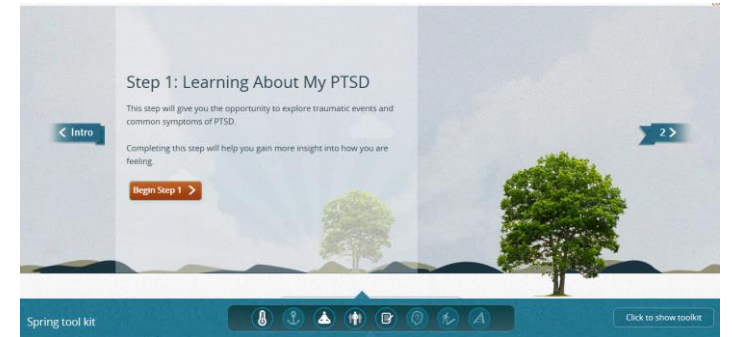 Step 1: Learning About My PTSD
This step will give you the opportunity to explore traumatic events and
common symptoms of PTSD.
< Intro
2 >
Completing this step will help you gain more insight into how you are
feeling.
Begin Step 1 >
Spring tool kit
Click to show toolkit